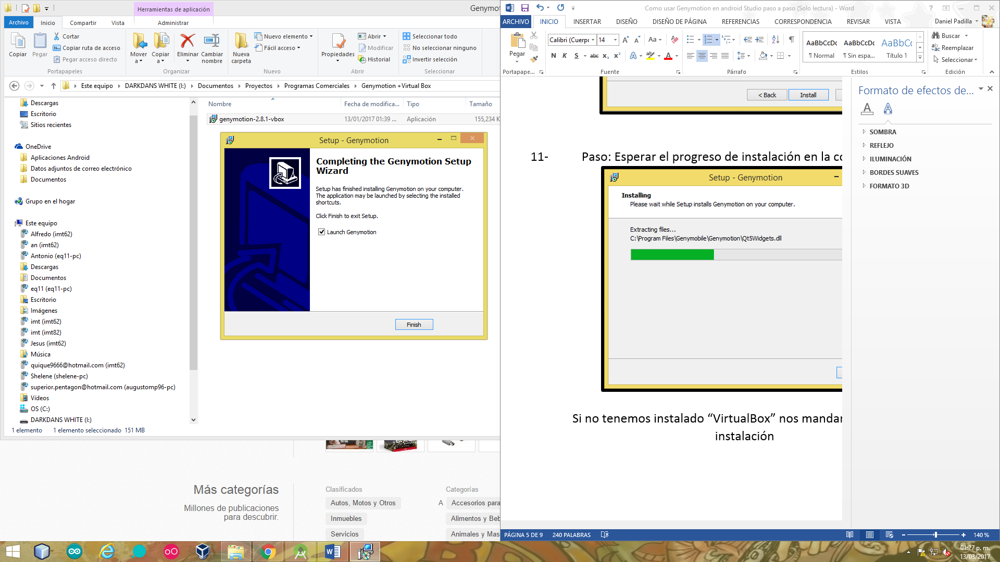 Herramientas de aplicación
Genymot
Archivo
Inicio
Compartir
Vista
Administrar
Copiar
Pegar
Cortar
Copiar ruta de acceso
Pegar acceso directo
Portapapeles
Mover a
Copiar a
Eliminar
Cambiar nombre
Organizar
Nueva carpeta
Nuevo elemento
Fácil acceso
Nuevo
Propiedades
Abrir
Modificar
Historial
Abrir
Seleccionar todo
No seleccionar ninguno
Invertir selección
Seleccionar
Este equipo
DARKDANS WHITE (I:)
Documentos
Proyectos
Programas Comerciales
Genymotion +Virtual Box
Descargas
Escritorio
Sitios recientes
OneDrive
Aplicaciones Android
Datos adjuntos de correo electrónico
Documentos
Grupo en el hogar
Este equipo
Alfredo (imt62)
an (imt62)
Antonio (eq11-pc)
Descargas
Documentos
eq11 (eq11-pc)
Escritorio
Imágenes
imt (imt62)
imt (imt82)
Jesus (imt62)
Música
quique9666@hotmail.com (imt62)
Shelene (shelene-pc)
superior.pentagon@hotmail.com (augustomp96-pc)
Vídeos
OS (C:)
DARKDANS WHITE (I:)
1 elemento
1 elemento seleccionado 151 MB
Nombre
Fecha de modifica...
Tipo
Tamaño
genymotion-2.8.1-vbox
13/01/2017 01:39 ...
Aplicación
155,234 K
Setup - Genymotion
Completing the Genymotion Setup
Wizard
Setup has finished installing Genymotion on your computer.
The application may be launched by selecting the installed
shortcuts.
Click Finish to exit Setup.
Launch Genymotion
Finish
Más categorías
Millones de publicaciones
para descubrir.
Clasificados
Autos, Motos y Otros
Inmuebles
Servicios
Categorías
A
Accesorios para
Alimentos y Beb
Animales y Mas
Como usar Genymotion en android Studio paso a paso (Solo lectura) - Word
ARCHIVO
INICIO
INSERTAR
DISEÑO
DISEÑO DE PÁGINA
REFERENCIAS
CORRESPONDENCIA
REVISAR
VISTA
Daniel Padilla
Pegar
Portapape...
Calibri (Cuerpo
14
N K S abc x₂ x²
Aa
Fuente
Párrafo
AaBbCcDc
¶ Normal
AaBbCcDc
¶ Sin espa...
AaBbC
Título 1
Estilos
Buscar
Reemplazar
Seleccionar
Edición
< Back
Install
11- Paso: Esperar el progreso de instalación en la co
Setup - Genymotion
Installing
Please wait while Setup installs Genymotion on your computer.
Extracting files...
C:\Program Files\Genymobile\Genymotion\Qt5Widgets.dll
Si no tenemos instalado “VirtualBox” nos mandar
instalación
Formato de efectos de...
SOMBRA
REFLEJO
ILUMINACIÓN
BORDES SUAVES
FORMATO 3D
PÁGINA 5 DE 9
240 PALABRAS
140 %
01:27 p. m.
13/03/2017